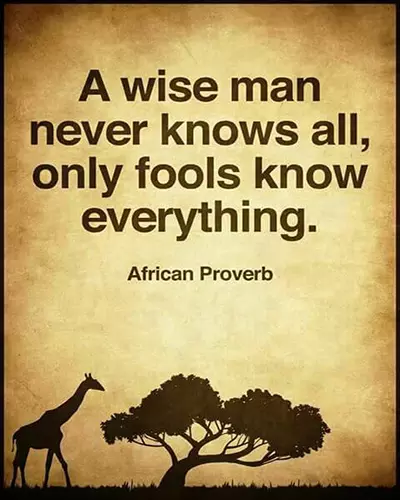 A wise man
never knows all,
only fools know
everything.
African Proverb